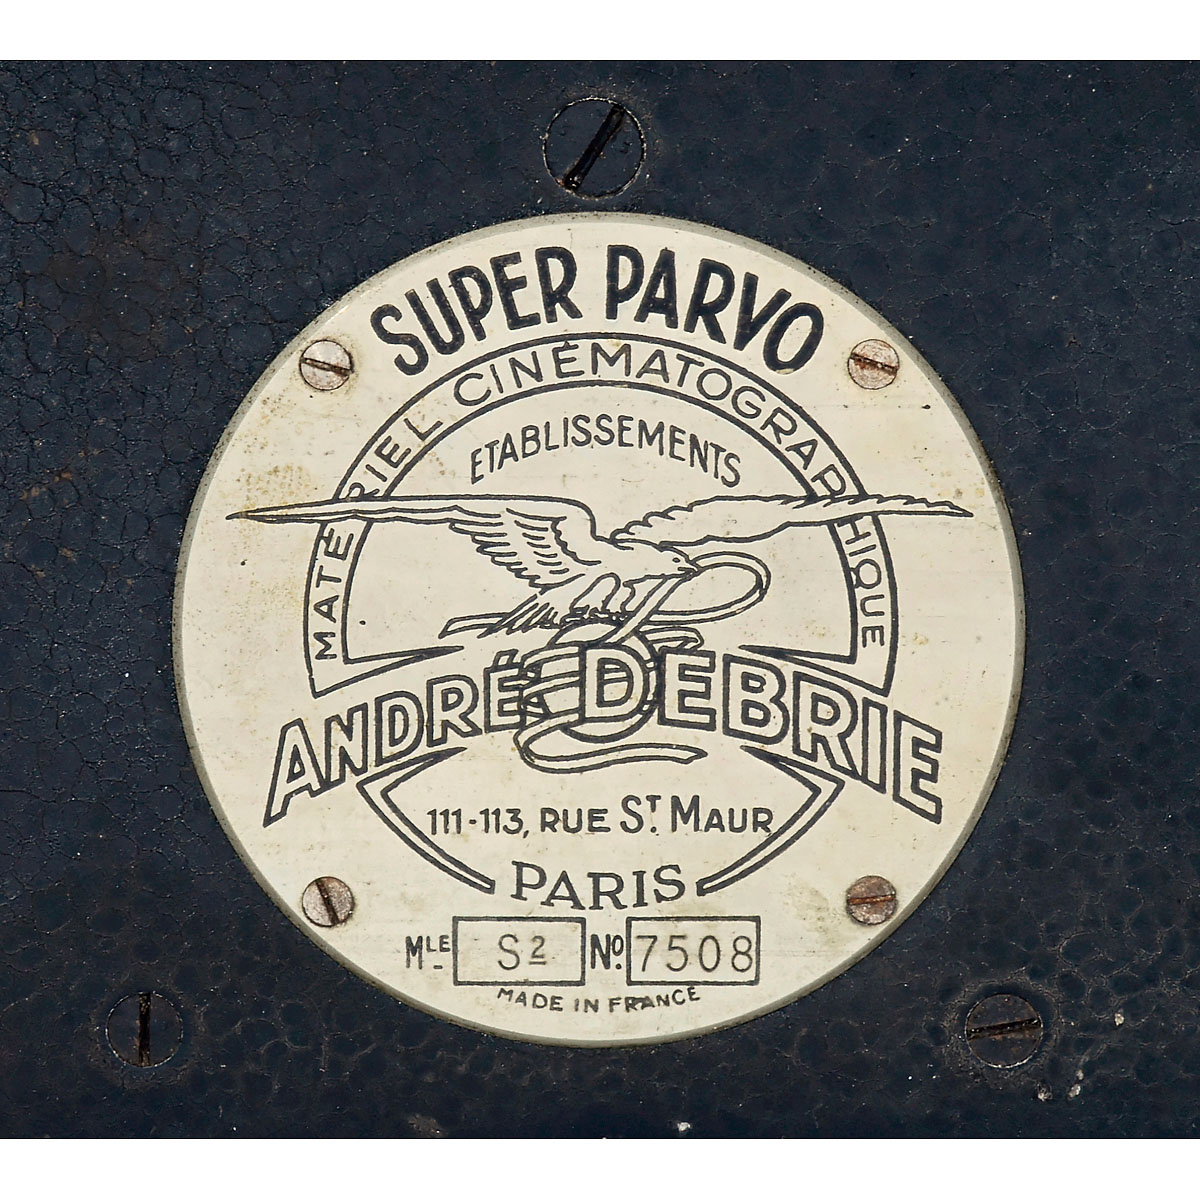 SUPER PARVO
MATÉRIEL CINÉMATOGRAPHIQUE
ETABLISSEMENTS
ANDRÉ DEBRIE
111-113, RUE ST. MAUR
PARIS
MLE S2 NO. 7508
MADE IN FRANCE